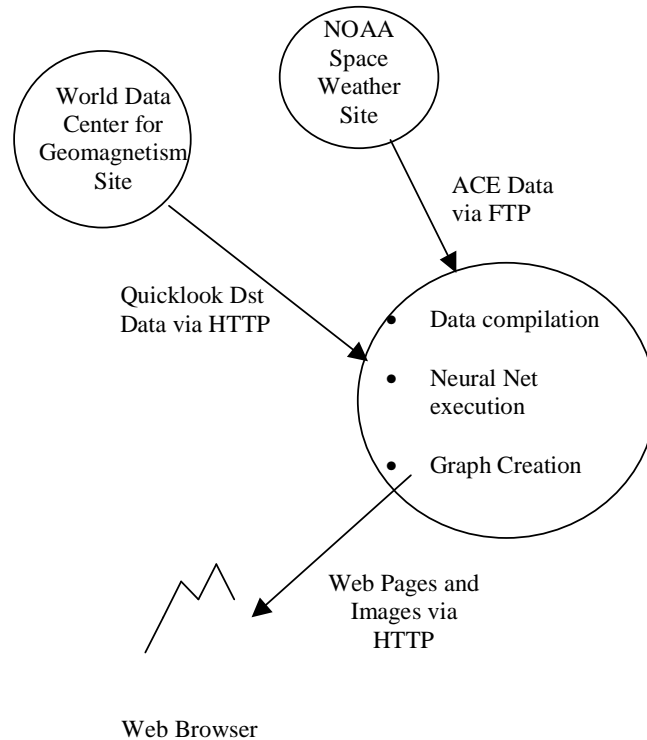 NOAA
Space
Weather
Site
World Data
Center for
Geomagnetism
Site
ACE Data
via FTP
Quicklook Dst
Data via HTTP
• Data compilation
• Neural Net
execution
• Graph Creation
Web Pages and
Images via
HTTP
Web Browser